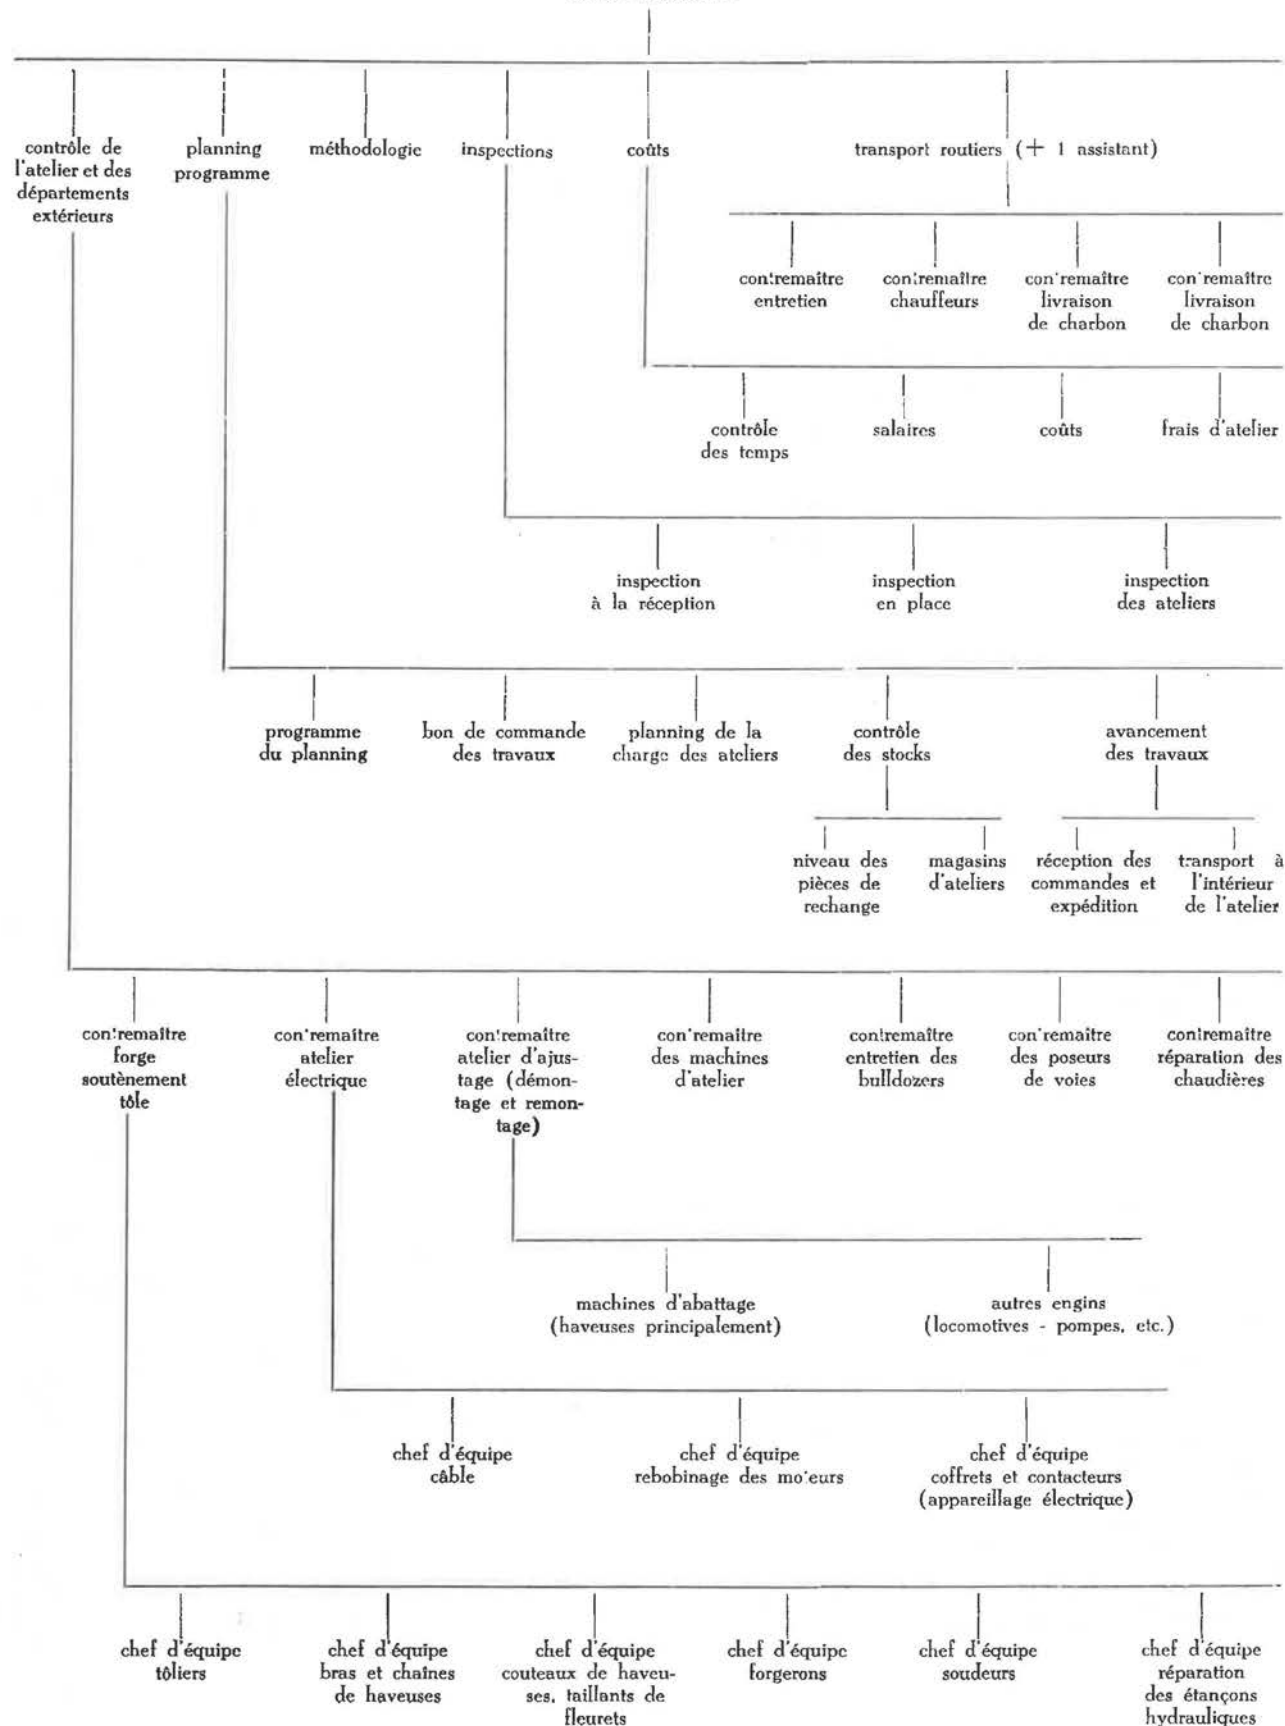 contrôle de
l'atelier et des
départements
extérieurs
planning
programme
méthodologie
inspections
coûts
transport routiers (+ 1 assistant)
contremaître
entretien
contremaître
chauffeurs
contremaître
livraison
de charbon
contremaître
livraison
de charbon
contrôle
des temps
salaires
coûts
frais d'atelier
inspection
à la réception
inspection
en place
inspection
des ateliers
programme
du planning
bon de commande
des travaux
planning de la
charge des ateliers
contrôle
des stocks
avancement
des travaux
niveau des
pièces de
rechange
magasins
d'ateliers
réception des
commandes et
expédition
transport à
l'intérieur
de l'atelier
contremaître
forge
soutènement
tôle
contremaître
atelier
électrique
contremaître
atelier d'ajus-
tage (démon-
tage et remon-
tage)
contremaître
des machines
d'atelier
contremaître
entretien des
bulldozers
contremaître
des poseurs
de voies
contremaître
réparation des
chaudières
machines d'abattage
(haveuses principalement)
autres engins
(locomotives - pompes, etc.)
chef d'équipe
câble
chef d'équipe
rebobinage des moteurs
chef d'équipe
coffrets et contacteurs
(appareillage électrique)
chef d'équipe
tôliers
chef d'équipe
bras et chaînes
de haveuses
chef d'équipe
couteaux de haveu-
ses, taillants de
fleurets
chef d'équipe
forgerons
chef d'équipe
soudeurs
chef d'équipe
réparation
des étançons
hydrauliques